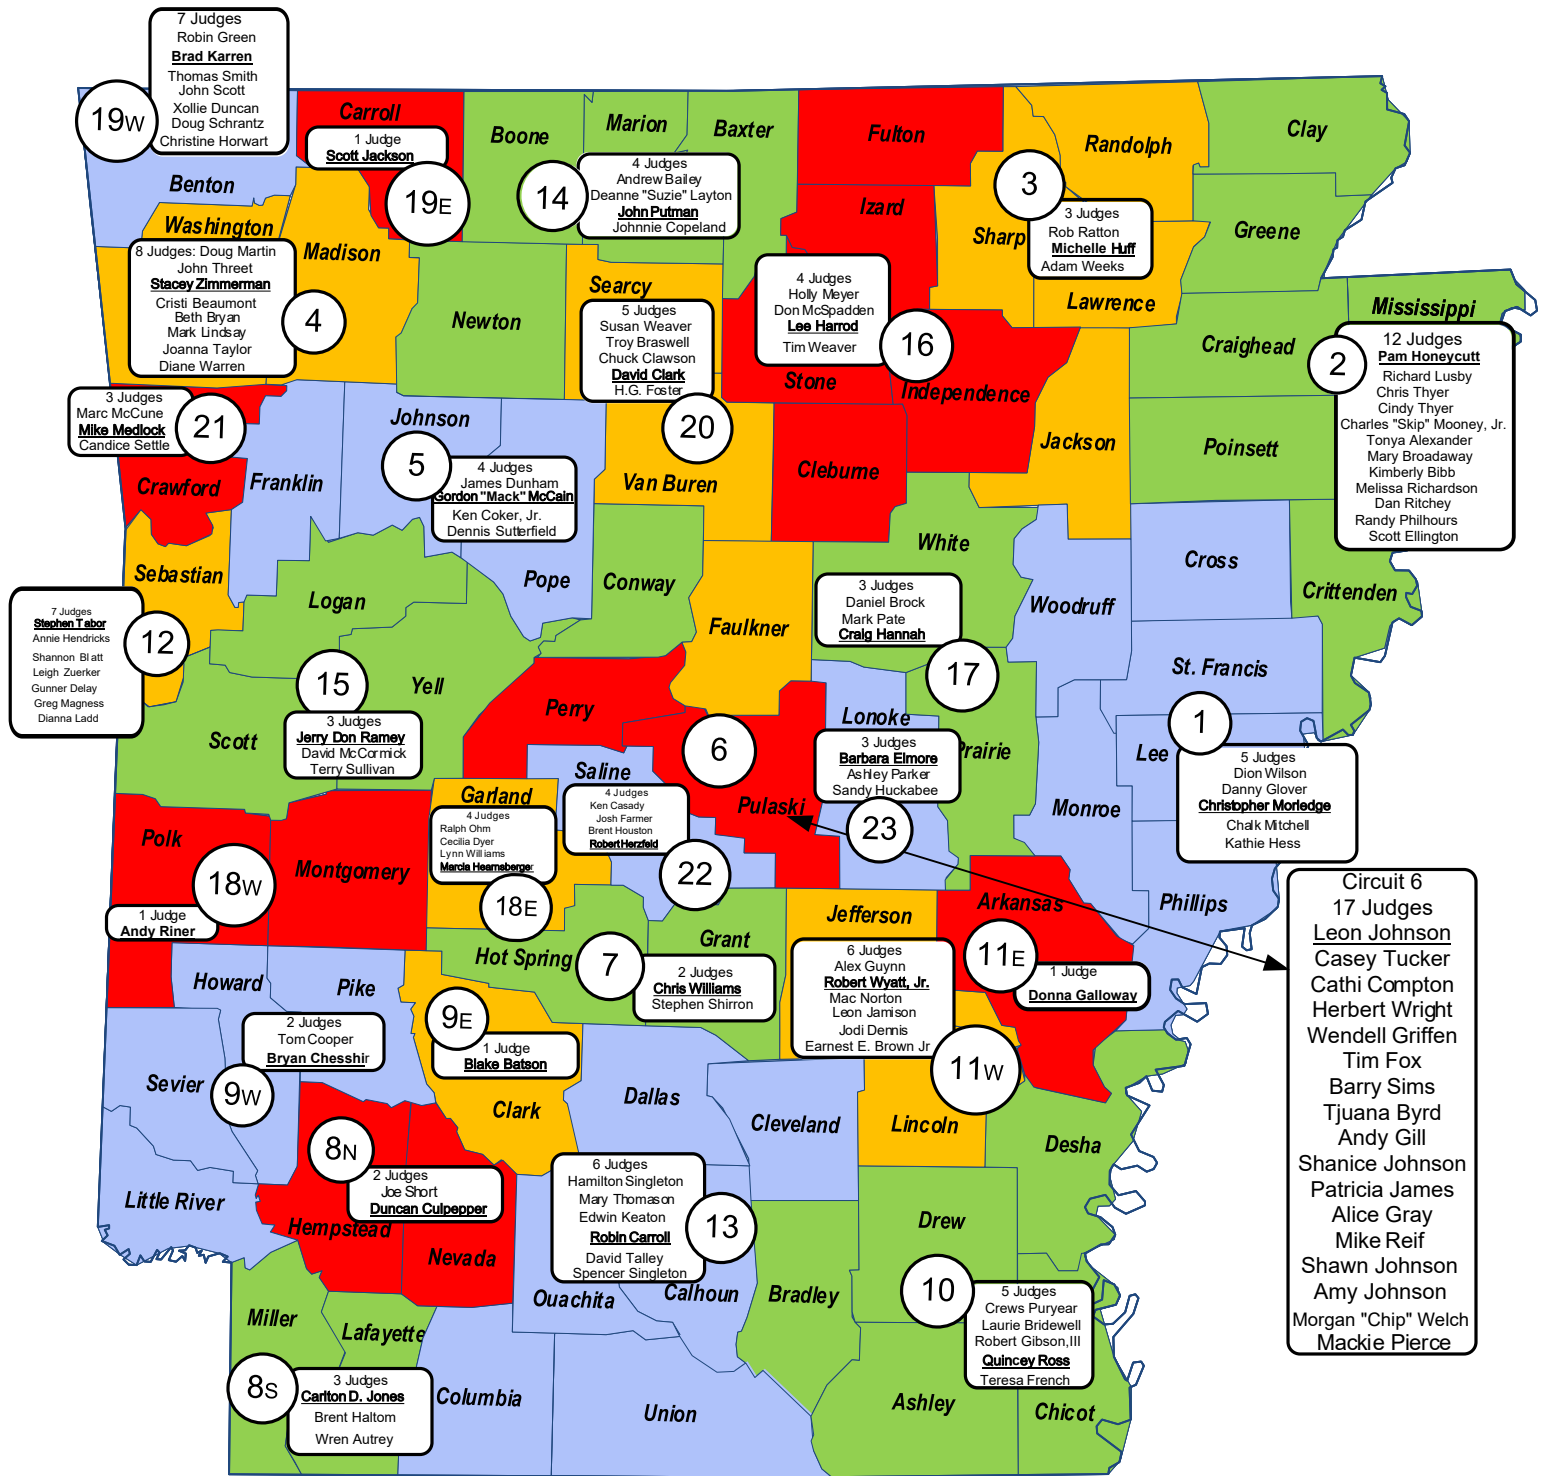 7 Judges
Robin Green
Brad Karren
Thomas Smith
John Scott
Xollie Duncan
Doug Schrantz
Christine Horwart
19W
Benton
Carroll
1 Judge
Scott Jackson
19E
Boone
Marion
Baxter
14
4 Judges
Andrew Bailey
Deanne "Suzie" Layton
John Putman
Johnnie Copeland
Newton
Fulton
Izard
Sharp
Randolph
3
3 Judges
Rob Ratton
Michelle Huff
Adam Weeks
Lawrence
Clay
Greene
Mississippi
Craighead
Poinsett
Crittenden
2
12 Judges
Pam Honeycutt
Richard Lusby
Chris Thyer
Cindy Thyer
Charles "Skip" Mooney, Jr.
Tonya Alexander
Mary Broadaway
Kimberly Bibb
Melissa Richardson
Dan Ritchey
Randy Philhours
Scott Ellington
Washington
Madison
8 Judges: Doug Martin
John Threet
Stacey Zimmerman
Cristi Beaumont
Beth Bryan
Mark Lindsay
Joanna Taylor
Diane Warren
4
Searcy
5 Judges
Susan Weaver
Troy Braswell
Chuck Clawson
David Clark
H.G. Foster
20
Van Buren
Faulkner
4 Judges
Holly Meyer
Don McSpadden
Lee Harrod
Tim Weaver
16
Stone
Independence
Cleburne
Jackson
3 Judges
Marc McCune
Mike Medlock
Candice Settle
21
Crawford
Franklin
Johnson
5
4 Judges
James Dunham
Gordon "Mack" McCain
Ken Coker, Jr.
Dennis Sutterfield
Pope
Sebastian
7 Judges
Stephen Tabor
Annie Hendricks
Shannon Blatt
Leigh Zuerker
Gunner Delay
Greg Magness
Dianna Ladd
12
Logan
Conway
Yell
Scott
15
3 Judges
Jerry Don Ramey
David McCormick
Terry Sullivan
White
3 Judges
Daniel Brock
Mark Pate
Craig Hannah
17
Prairie
Woodruff
Cross
St. Francis
Lee
1
5 Judges
Dion Wilson
Danny Glover
Christopher Morledge
Chalk Mitchell
Kathie Hess
Monroe
Phillips
Perry
6
Pulaski
Lonoke
3 Judges
Barbara Elmore
Ashley Parker
Sandy Huckabee
23
Saline
4 Judges
Ken Casady
Josh Farmer
Brent Houston
Robert Herzfeld
22
Garland
4 Judges
Ralph Ohm
Cecilia Dyer
Lynn Williams
Marcia Hearnsberger
18E
Polk
18W
Montgomery
1 Judge
Andy Riner
Circuit 6
17 Judges
Leon Johnson
Casey Tucker
Cathi Compton
Herbert Wright
Wendell Griffen
Tim Fox
Barry Sims
Tjuana Byrd
Andy Gill
Shanice Johnson
Patricia James
Alice Gray
Mike Reif
Shawn Johnson
Amy Johnson
Morgan "Chip" Welch
Mackie Pierce
Hot Spring
Grant
7
2 Judges
Chris Williams
Stephen Shirron
Jefferson
6 Judges
Alex Guynn
Robert Wyatt, Jr.
Mac Norton
Leon Jamison
Jodi Dennis
Earnest E. Brown Jr
11W
Lincoln
Arkansas
11E
1 Judge
Donna Galloway
Howard
Pike
2 Judges
Tom Cooper
Bryan Chesshir
Sevier
9W
Little River
9E
1 Judge
Blake Batson
Clark
8N
2 Judges
Joe Short
Duncan Culpepper
Hempstead
Nevada
Dallas
Cleveland
6 Judges
Hamilton Singleton
Mary Thomason
Edwin Keaton
Robin Carroll
David Talley
Spencer Singleton
13
Ouachita
Calhoun
Columbia
Union
Desha
Drew
Bradley
10
5 Judges
Crews Puryear
Laurie Bridewell
Robert Gibson,III
Quincey Ross
Teresa French
Ashley
Chicot
Miller
Lafayette
8S
3 Judges
Carlton D. Jones
Brent Haltom
Wren Autrey